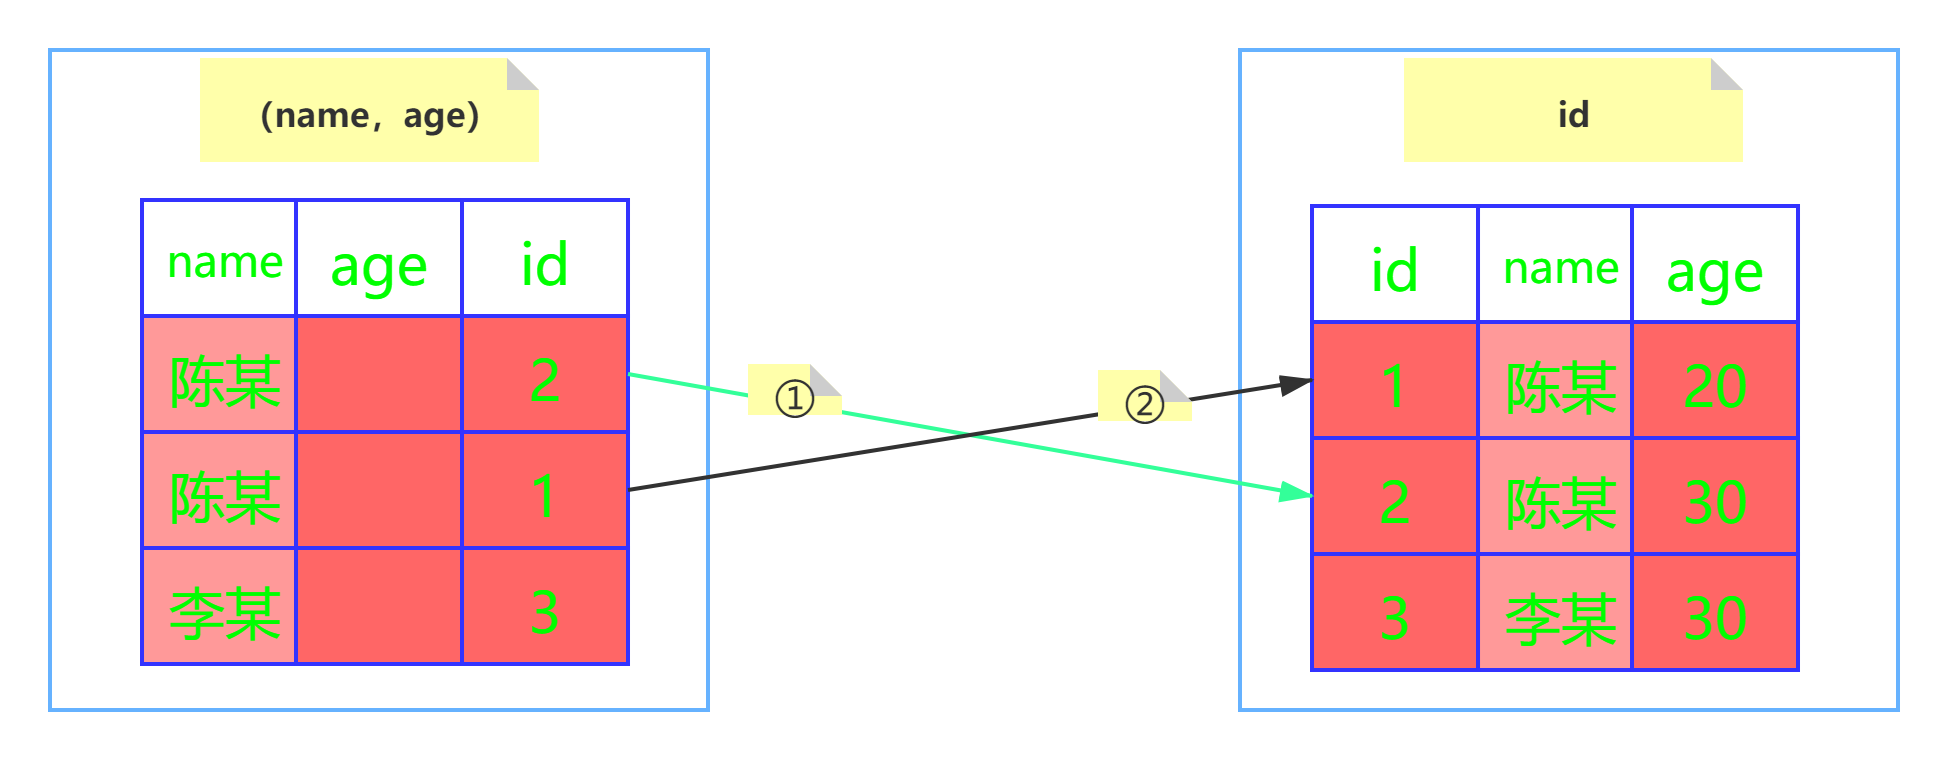 (name，age)
name age id
陈某 2
陈某 1
李某 3
①
②
id
id name age
1 陈某 20
2 陈某 30
3 李某 30